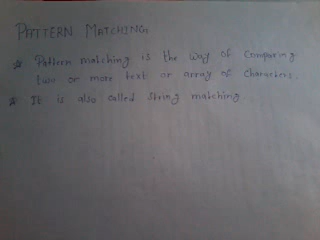 PATTERN MATCHING
* Pattern matching is the way of Comparing
two or more text or array of characters.
* It is also called string matching.